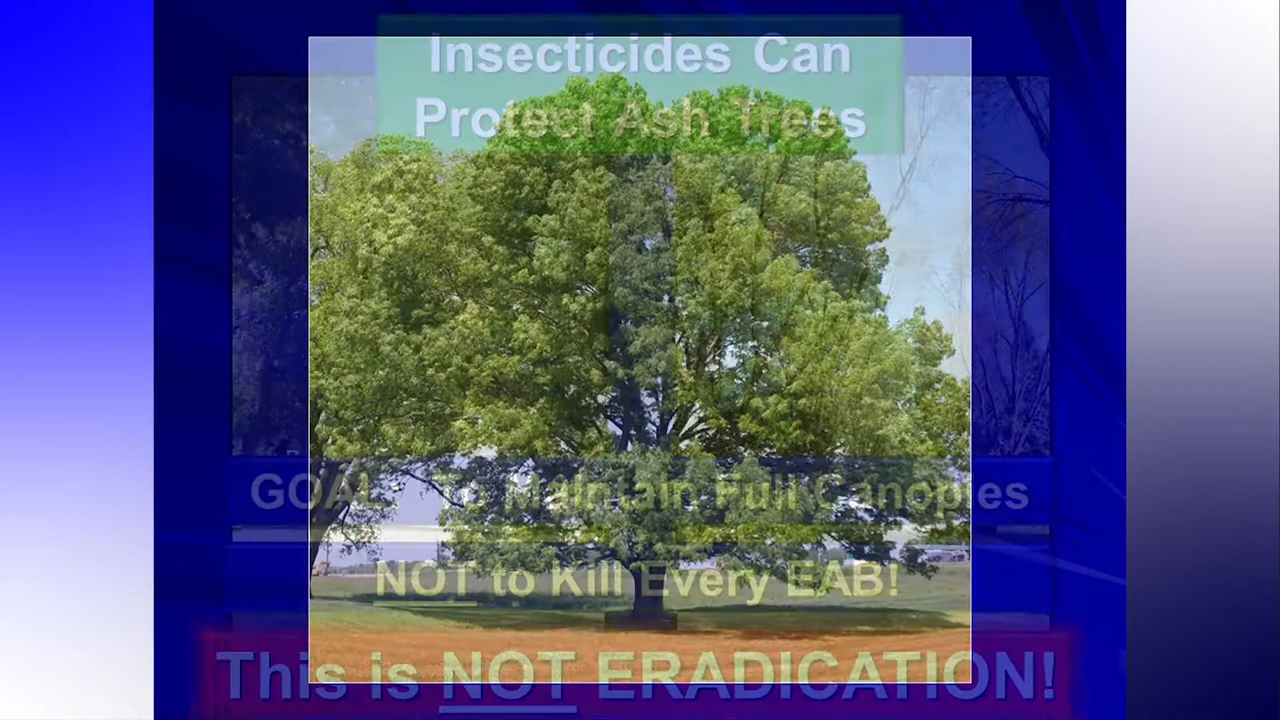 Insecticides Can
Protect Ash Trees
GOAL - To Maintain Full Canopies
NOT to Kill Every EAB!
This is NOT ERADICATION!